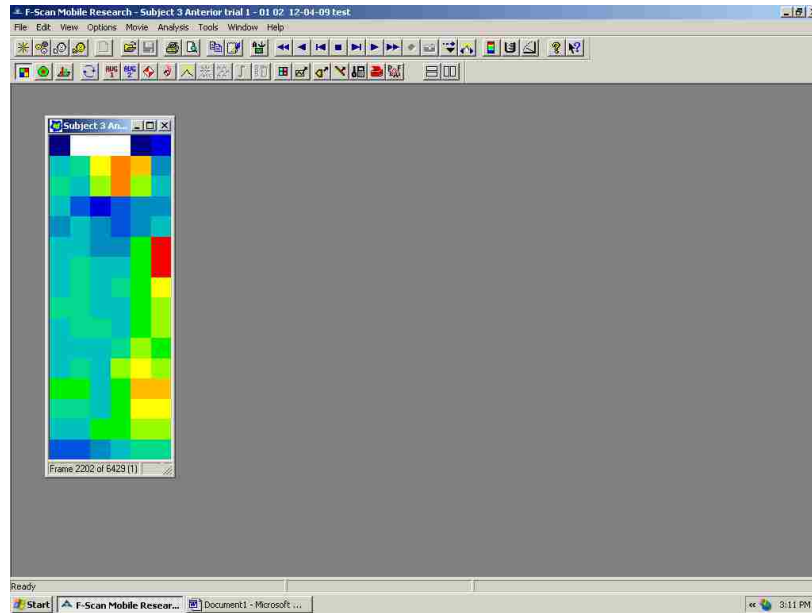 F-Scan Mobile Research - Subject 3 Anterior trial 1 - 01 02 12-04-09 test
File Edit View Options Movie Analysis Tools Window Help
Subject 3 An...
Frame 2202 of 6429 (1)
Ready
Start F-Scan Mobile Resear... Document1 - Microsoft ... 3:11 PM